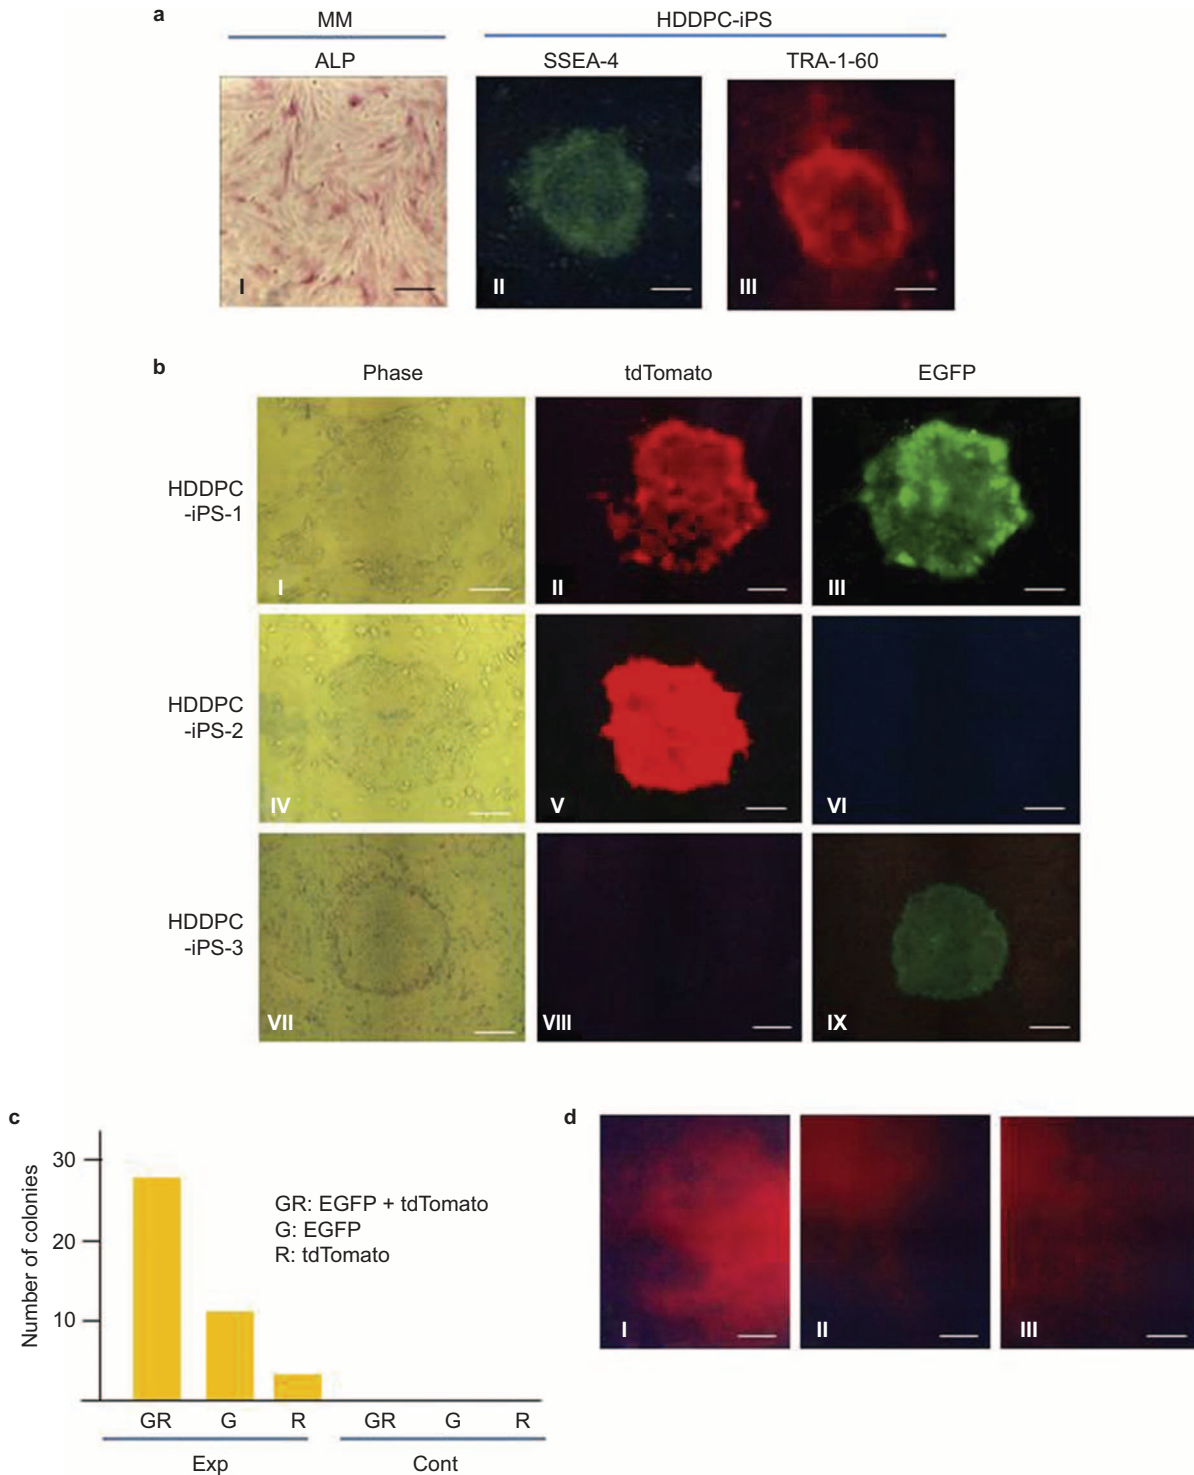 a
MM
HDDPC-iPS
ALP
SSEA-4
TRA-1-60
I
II
III
b
Phase
tdTomato
EGFP
HDDPC
-iPS-1
I
II
III
HDDPC
-iPS-2
IV
V
VI
HDDPC
-iPS-3
VII
VIII
IX
c
Number of colonies
30
20
10
GR: EGFP + tdTomato
G: EGFP
R: tdTomato
GR
G
R
GR
G
R
Exp
Cont
d
I
II
III